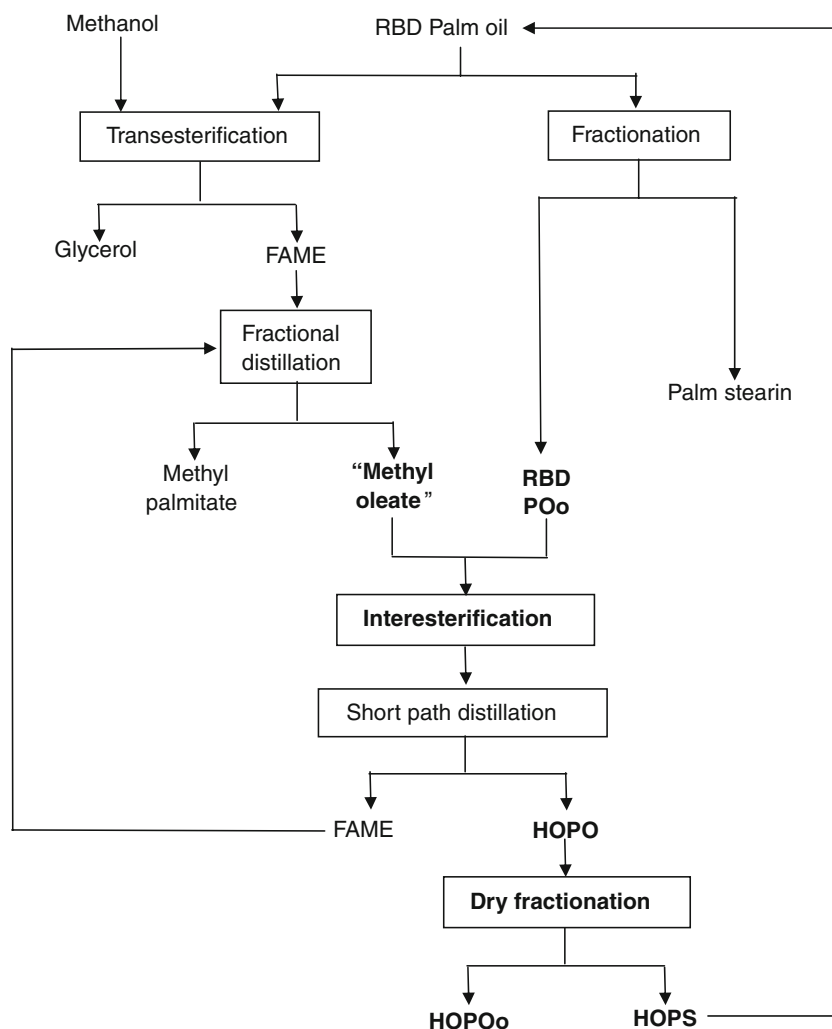 Methanol
RBD Palm oil
Transesterification
Fractionation
Glycerol
FAME
Fractional
distillation
Palm stearin
Methyl
palmitate
“Methyl
oleate”
RBD
POo
Interesterification
Short path distillation
FAME
HOPO
Dry fractionation
HOPOo
HOPS